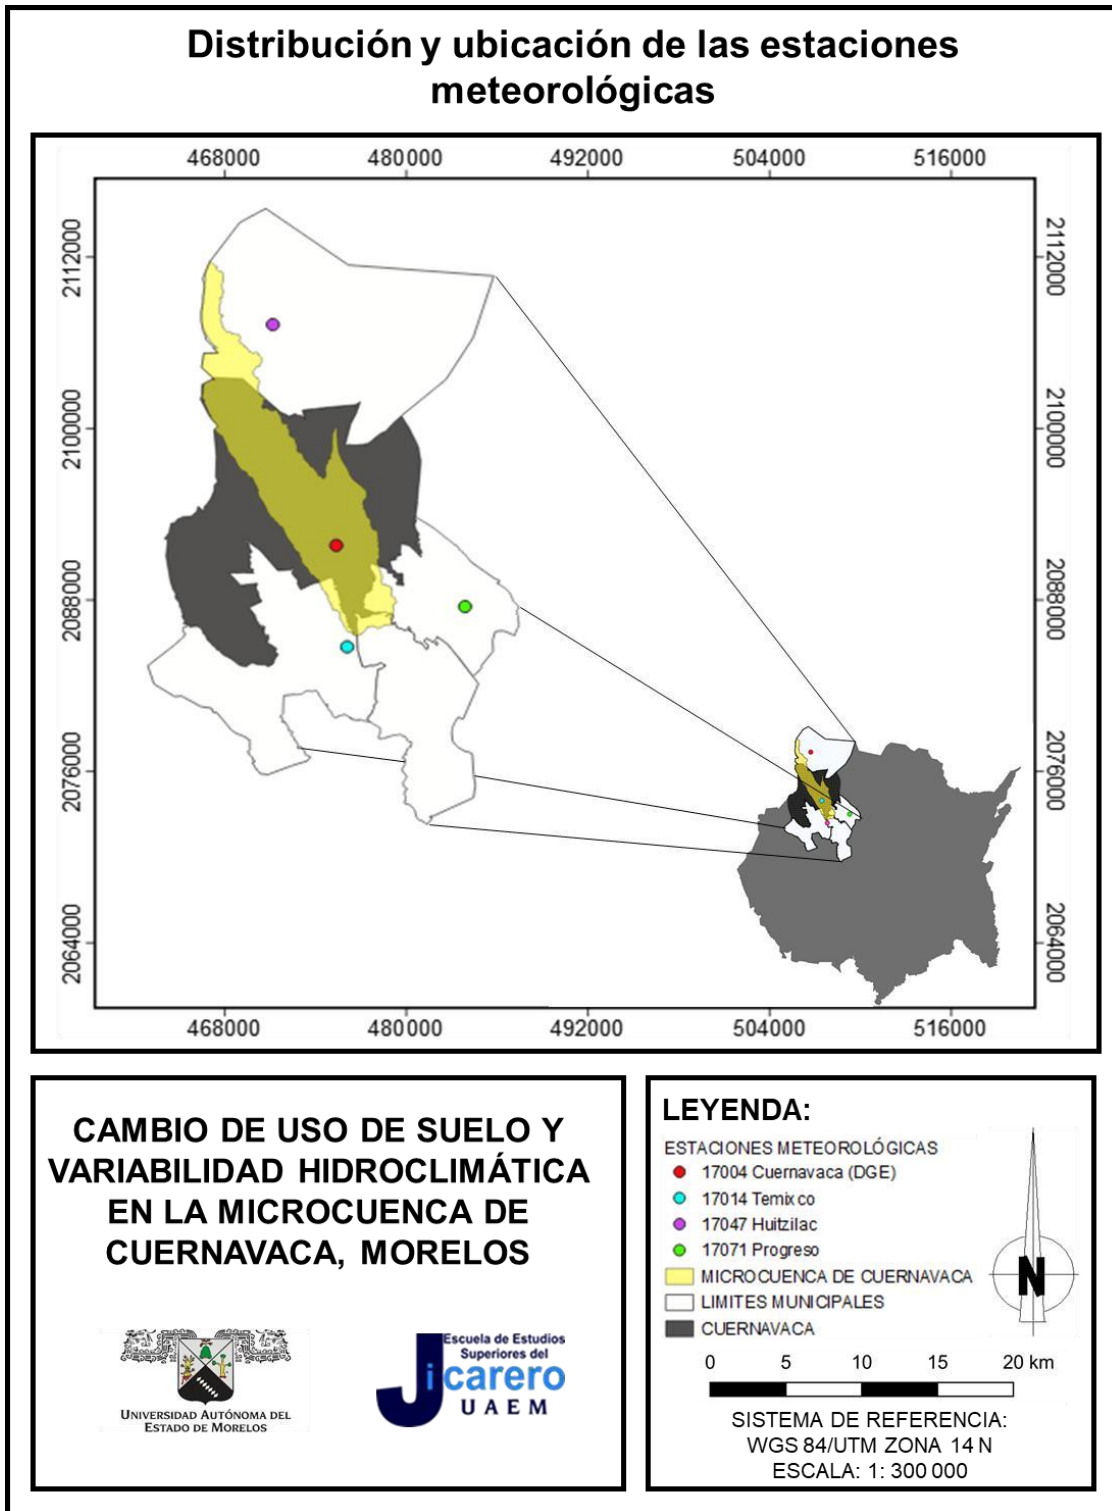 Distribución y ubicación de las estaciones
meteorológicas
468000 480000 492000 504000 516000
2112000 2112000
2100000 2100000
2088000 2088000
2076000 2076000
2064000 2064000
468000 480000 492000 504000 516000
CAMBIO DE USO DE SUELO Y
VARIABILIDAD HIDROCLIMÁTICA
EN LA MICROCUENCA DE
CUERNAVACA, MORELOS
UNIVERSIDAD AUTÓNOMA DEL
ESTADO DE MORELOS
Escuela de Estudios
Superiores del
Jicarero
UAEM
LEYENDA:
ESTACIONES METEOROLÓGICAS
17004 Cuernavaca (DGE)
17014 Temixco
17047 Huitzilac
17071 Progreso
MICROCUENCA DE CUERNAVACA
LIMITES MUNICIPALES
CUERNAVACA
N
0 5 10 15 20 km
SISTEMA DE REFERENCIA:
WGS 84/UTM ZONA 14 N
ESCALA: 1: 300 000